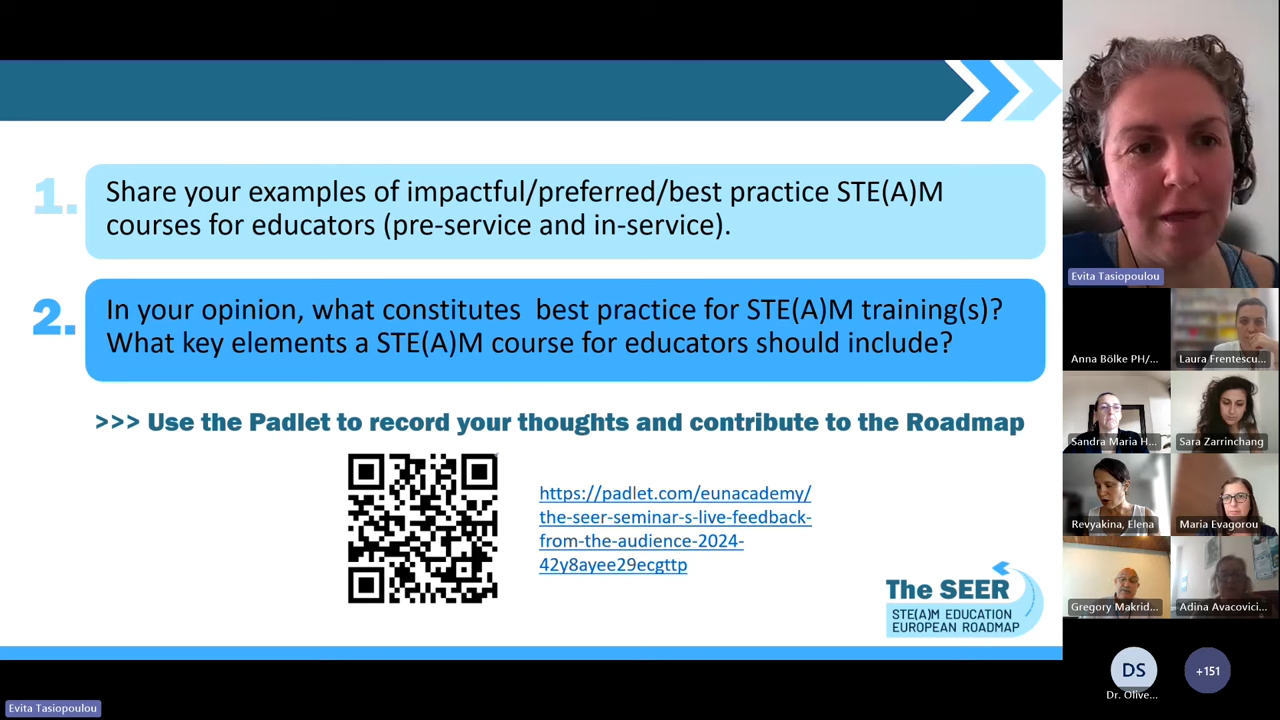 1.
Share your examples of impactful/preferred/best practice STE(A)M
courses for educators (pre-service and in-service).
2.
In your opinion, what constitutes  best practice for STE(A)M training(s)?
What key elements a STE(A)M course for educators should include?
>>> Use the Padlet to record your thoughts and contribute to the Roadmap
https://padlet.com/eunacademy/
the-seer-seminar-s-live-feedback-
from-the-audience-2024-
42y8ayee29ecgttp
The SEER
STE(A)M EDUCATION
EUROPEAN ROADMAP
Evita Tasiopoulou
Anna Bölke PH/...
Laura Frentescu...
Sandra Maria H...
Sara Zarrinchang
Revyakina, Elena
Maria Evagorou
Gregory Makrid...
Adina Avacovici...
DS
Dr. Olive...
+151
Evita Tasiopoulou